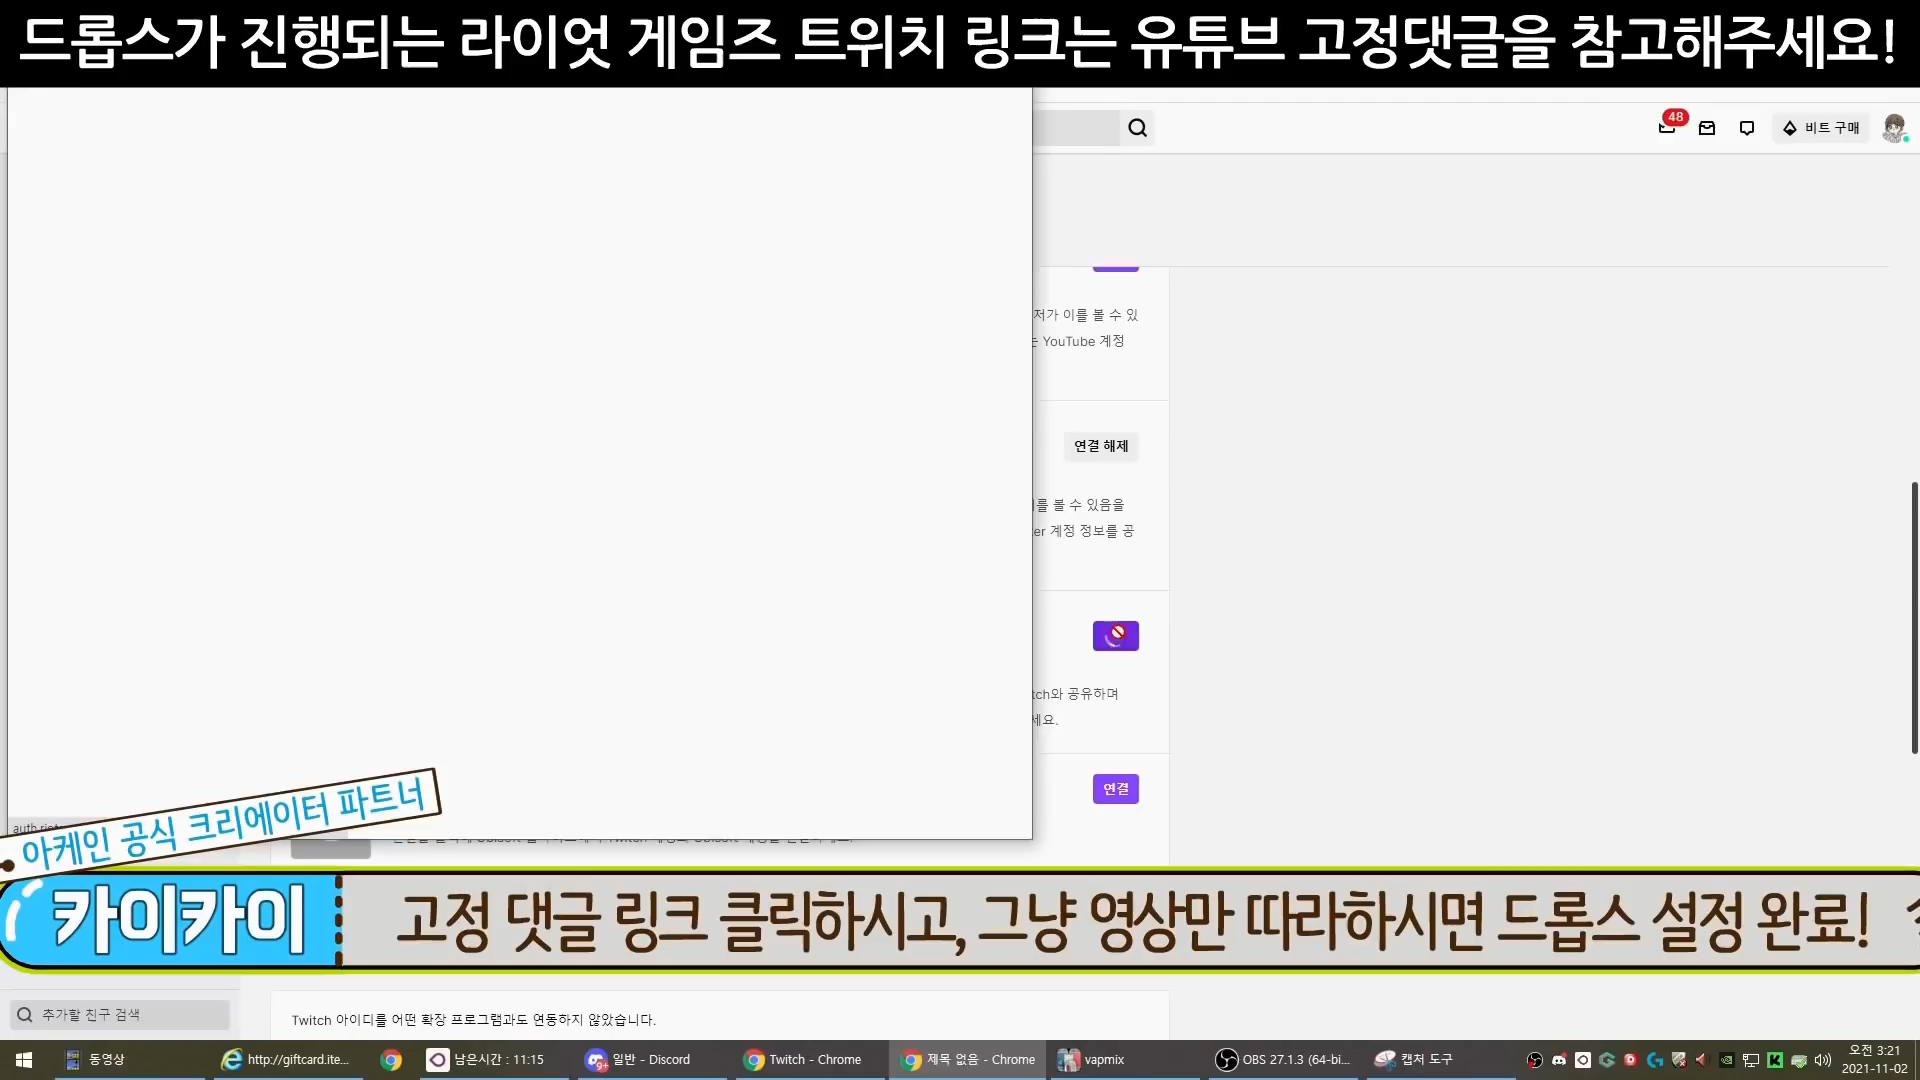 드롭스가 진행되는 라이엇 게임즈 트위치 링크는 유튜브 고정댓글을 참고해주세요!
48
비트 구매
저가 이를 볼 수 있
YouTube 계정
연결 해제
를 볼 수 있음을
er 계정 정보를 공
tch와 공유하며
세요.
연결
아케인 공식 크리에이터 파트너
카이카이
고정 댓글 링크 클릭하시고, 그냥 영상만 따라하시면 드롭스 설정 완료!
추가할 친구 검색
Twitch 아이디를 어떤 확장 프로그램과도 연동하지 않았습니다.
동영상
http://giftcard.ite...
남은시간 : 11:15
9+
일반 - Discord
Twitch - Chrome
제목 없음 - Chrome
vapmix
OBS 27.1.3 (64-bi...
캡처 도구
오전 3:21
2021-11-02